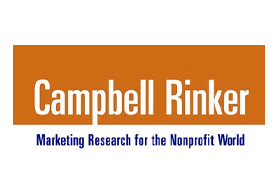 Campbell Rinker
Marketing Research for the Nonprofit World